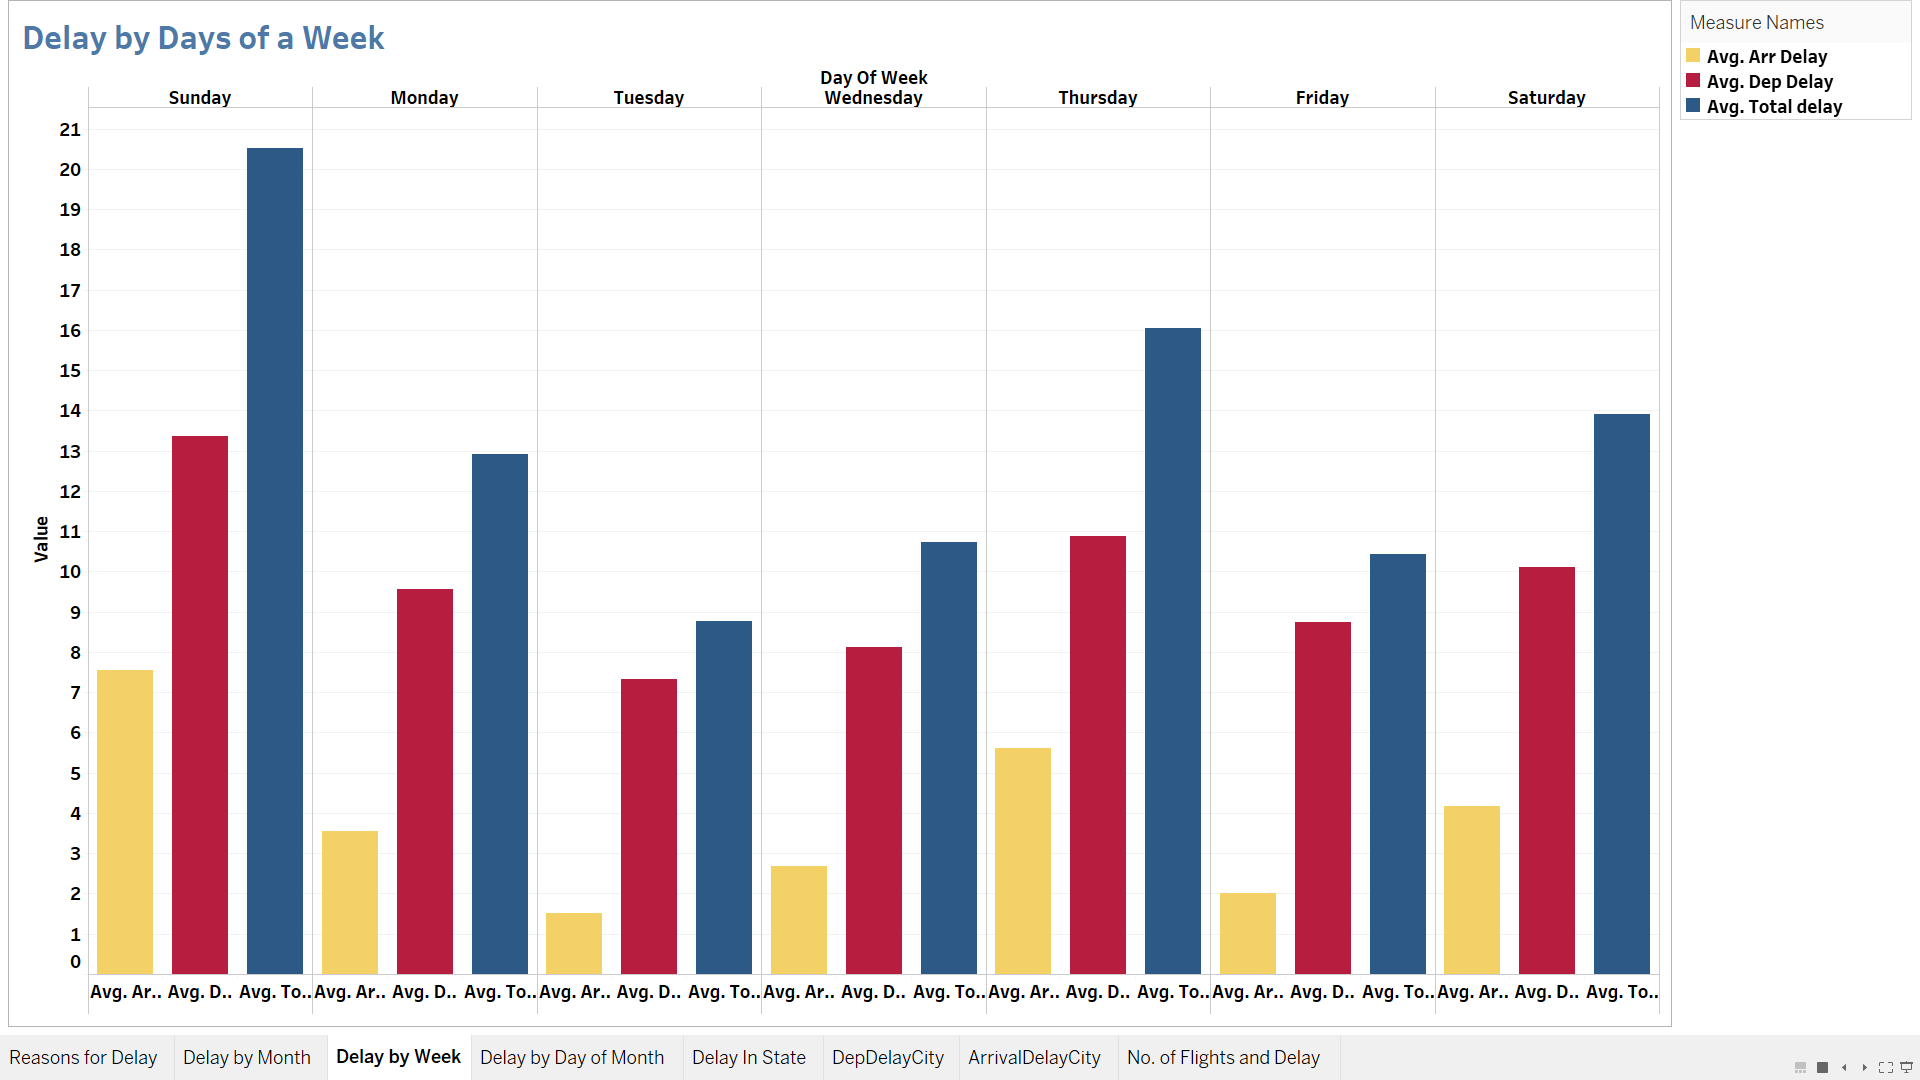 Delay by Days of a Week
Day Of Week
Sunday Monday Tuesday Wednesday Thursday Friday Saturday
21
20
19
18
17
16
15
14
13
12
11
10
9
8
7
6
5
4
3
2
1
0
Value
Avg. Ar.. Avg. D.. Avg. To.. Avg. Ar.. Avg. D.. Avg. To.. Avg. Ar.. Avg. D.. Avg. To.. Avg. Ar.. Avg. D.. Avg. To.. Avg. Ar.. Avg. D.. Avg. To.. Avg. Ar.. Avg. D.. Avg. To.. Avg. Ar.. Avg. D.. Avg. To..
Measure Names
Avg. Arr Delay
Avg. Dep Delay
Avg. Total delay
Reasons for Delay Delay by Month Delay by Week Delay by Day of Month Delay In State DepDelayCity ArrivalDelayCity No. of Flights and Delay